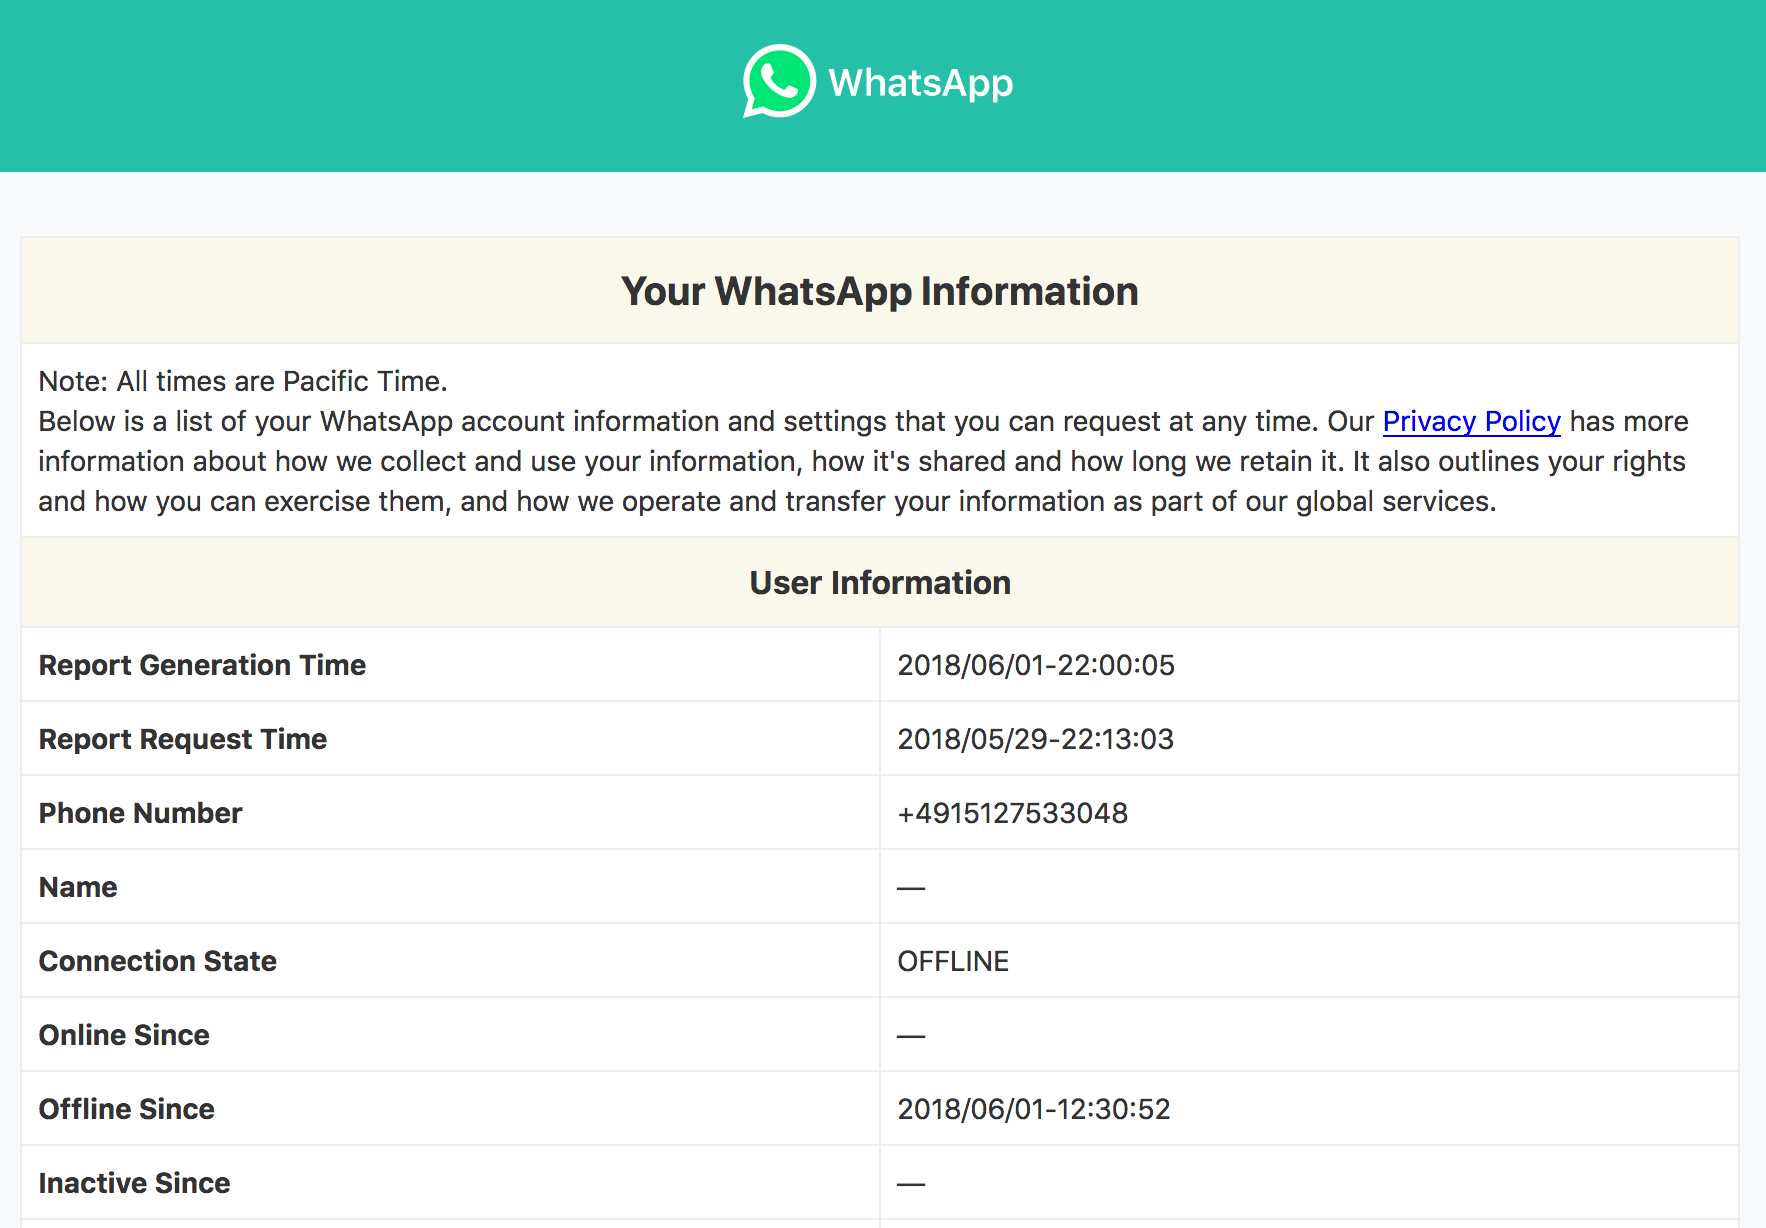 WhatsApp
Your WhatsApp Information
Note: All times are Pacific Time.
Below is a list of your WhatsApp account information and settings that you can request at any time. Our Privacy Policy has more
information about how we collect and use your information, how it's shared and how long we retain it. It also outlines your rights
and how you can exercise them, and how we operate and transfer your information as part of our global services.
User Information
Report Generation Time 2018/06/01-22:00:05
Report Request Time 2018/05/29-22:13:03
Phone Number +4915127533048
Name —
Connection State OFFLINE
Online Since —
Offline Since 2018/06/01-12:30:52
Inactive Since —